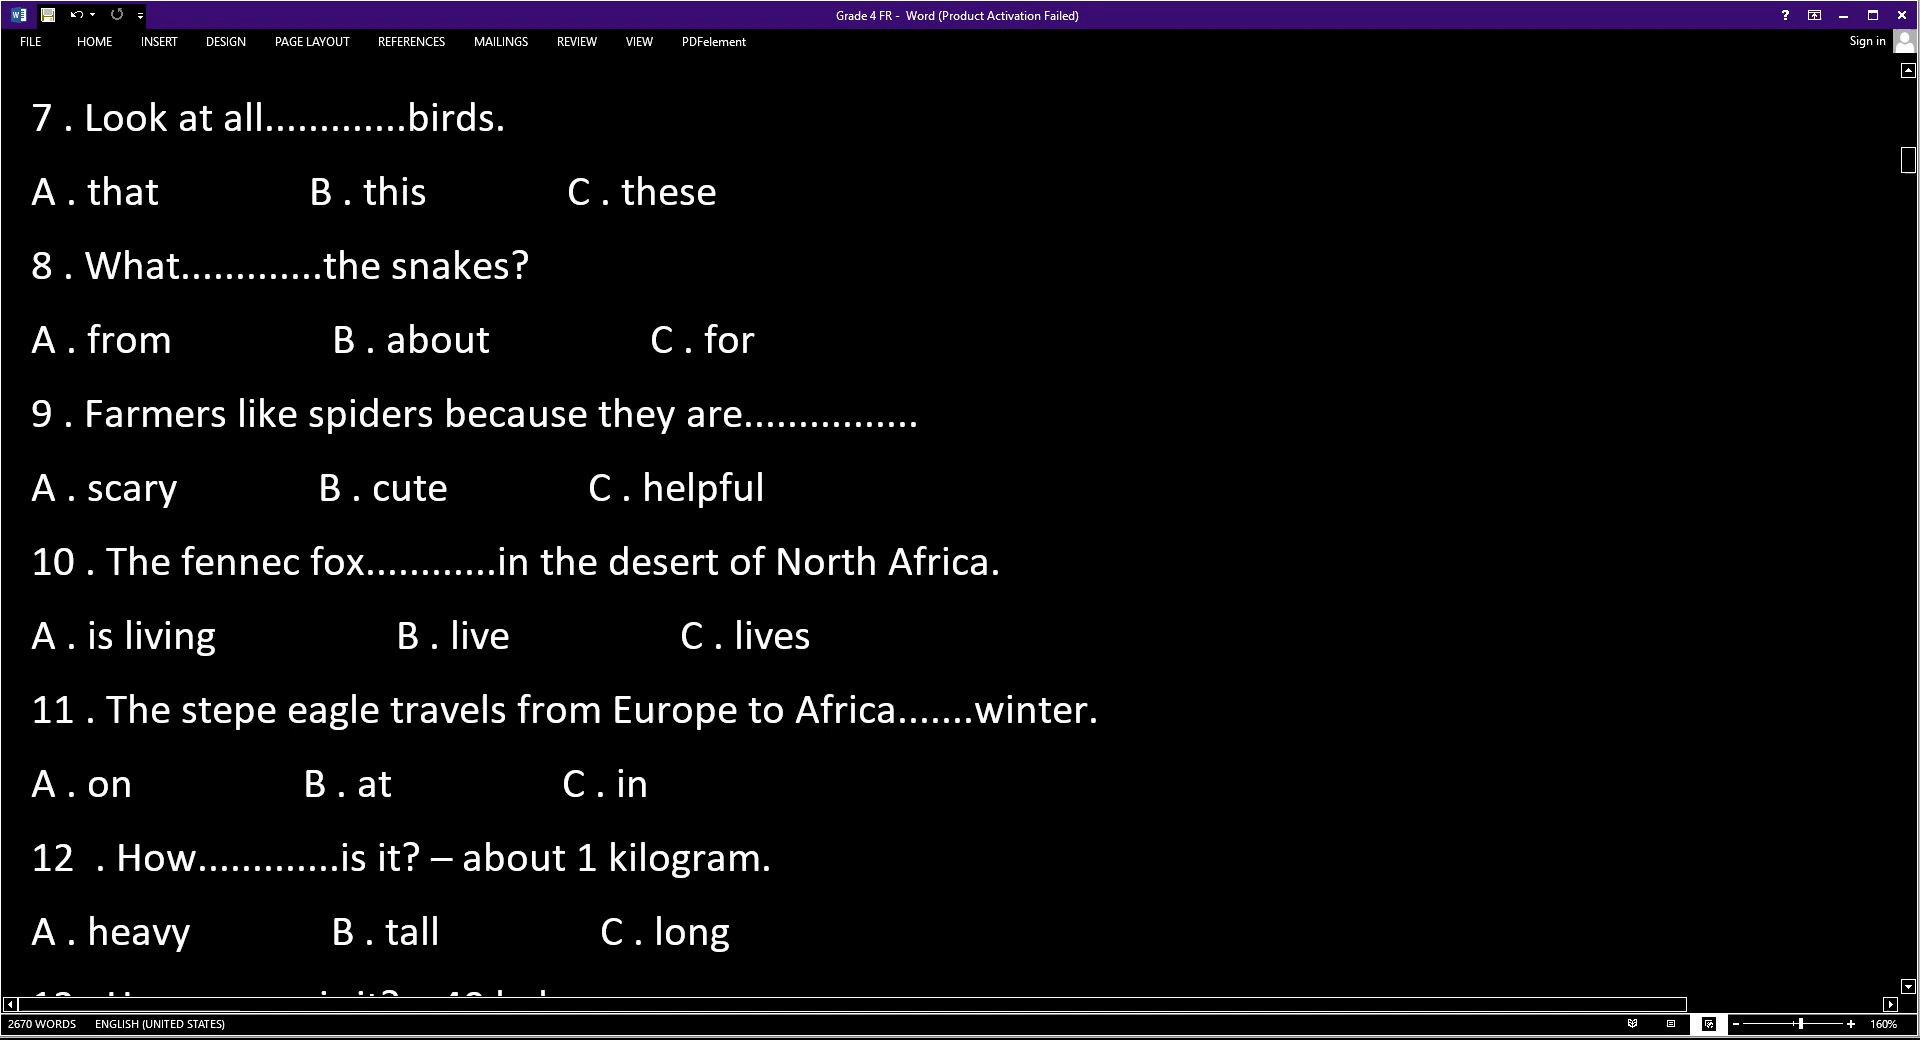 Grade 4 FR - Word (Product Activation Failed)
FILE HOME INSERT DESIGN PAGE LAYOUT REFERENCES MAILINGS REVIEW VIEW PDFelement Sign in
7 . Look at all.............birds.
A . that B . this C . these
8 . What.............the snakes?
A . from B . about C . for
9 . Farmers like spiders because they are................
A . scary B . cute C . helpful
10 . The fennec fox............in the desert of North Africa.
A . is living B . live C . lives
11 . The stepe eagle travels from Europe to Africa.......winter.
A . on B . at C . in
12 . How.............is it? – about 1 kilogram.
A . heavy B . tall C . long
2670 WORDS ENGLISH (UNITED STATES) 160%